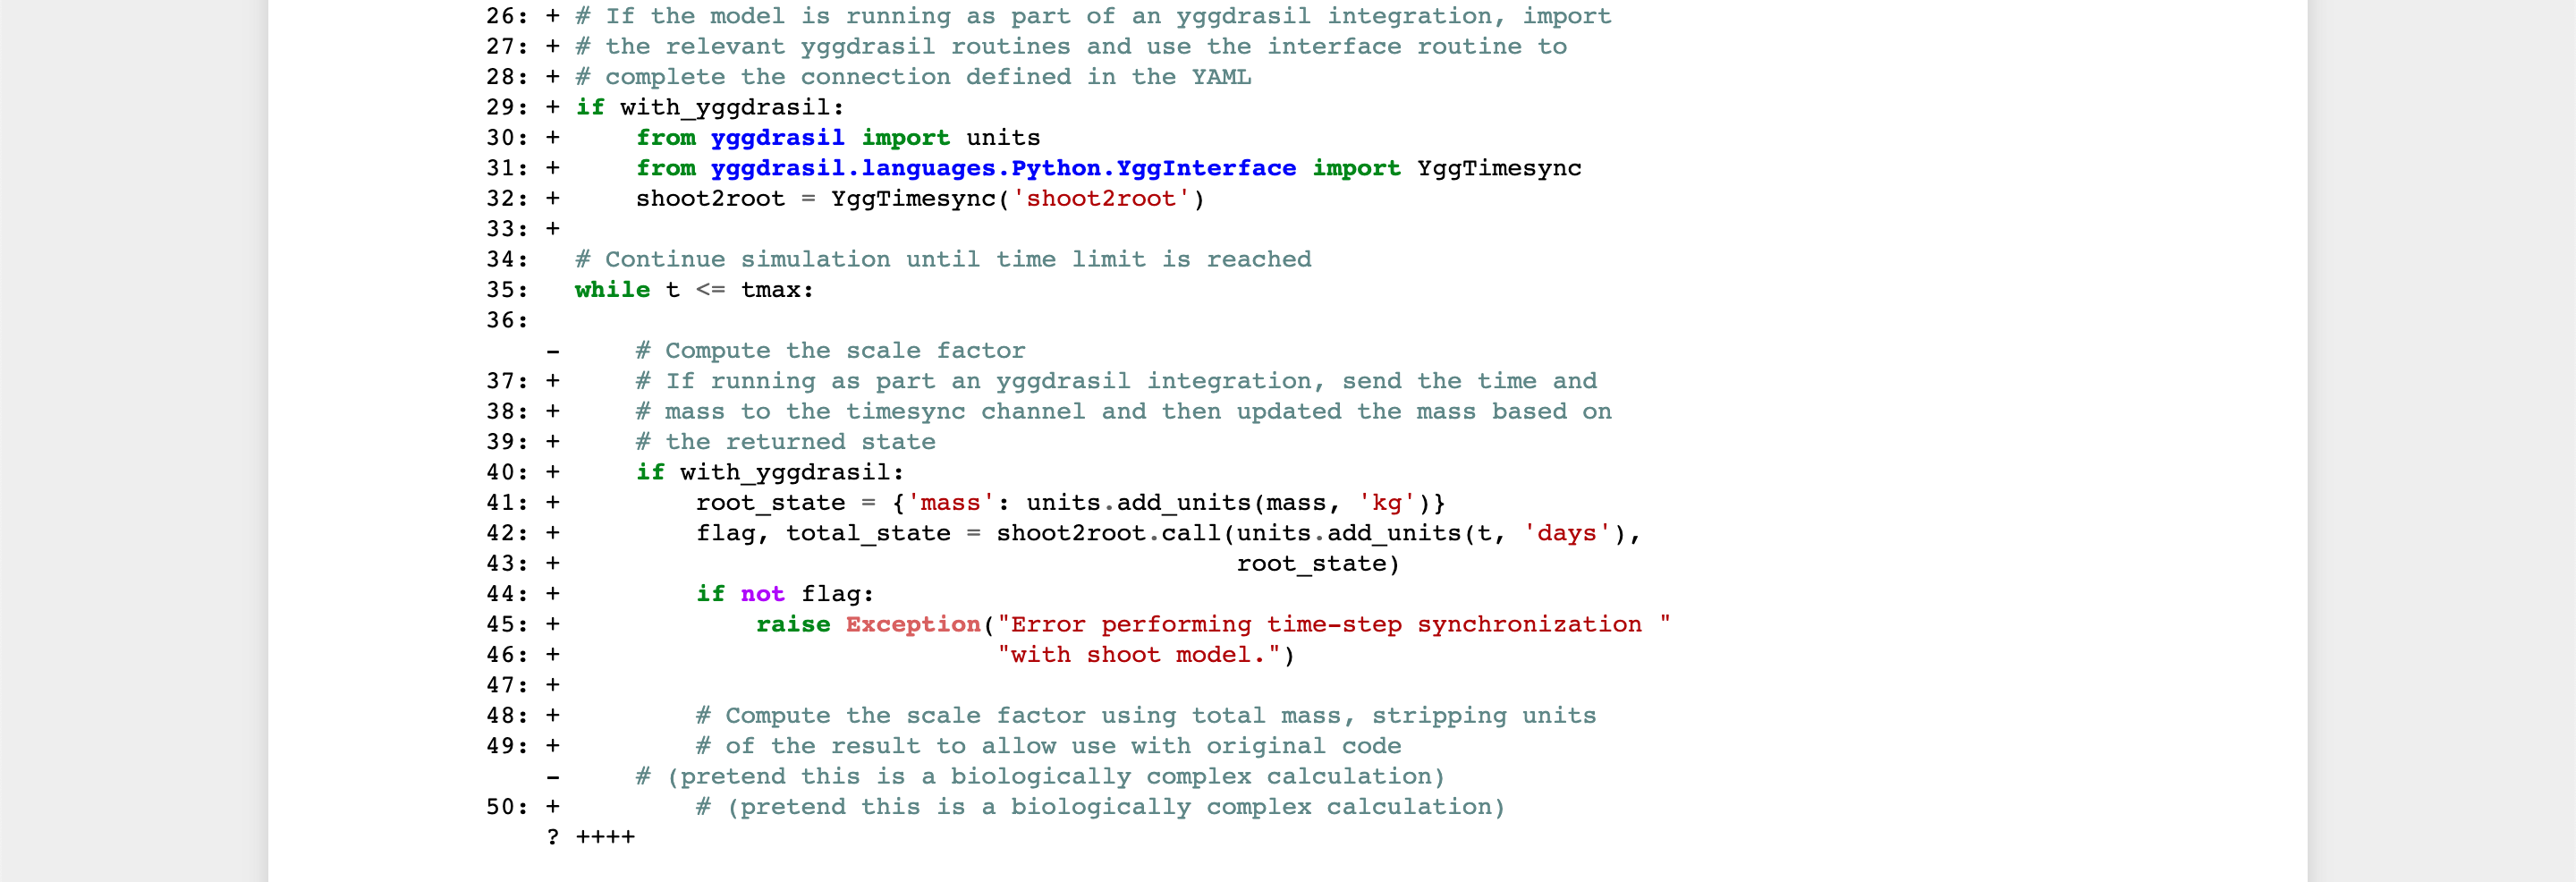 26: + # If the model is running as part of an yggdrasil integration, import
27: + # the relevant yggdrasil routines and use the interface routine to
28: + # complete the connection defined in the YAML
29: + if with_yggdrasil:
30: +     from yggdrasil import units
31: +     from yggdrasil.languages.Python.YggInterface import YggTimesync
32: +     shoot2root = YggTimesync('shoot2root')
33: +
34:   # Continue simulation until time limit is reached
35:   while t <= tmax:
36:
    -     # Compute the scale factor
37: +     # If running as part an yggdrasil integration, send the time and
38: +     # mass to the timesync channel and then updated the mass based on
39: +     # the returned state
40: +     if with_yggdrasil:
41: +         root_state = {'mass': units.add_units(mass, 'kg')}
42: +         flag, total_state = shoot2root.call(units.add_units(t, 'days'),
43: +                                             root_state)
44: +         if not flag:
45: +             raise Exception("Error performing time-step synchronization "
46: +                             "with shoot model.")
47: +
48: +         # Compute the scale factor using total mass, stripping units
49: +         # of the result to allow use with original code
    -     # (pretend this is a biologically complex calculation)
50: +         # (pretend this is a biologically complex calculation)
    ? ++++